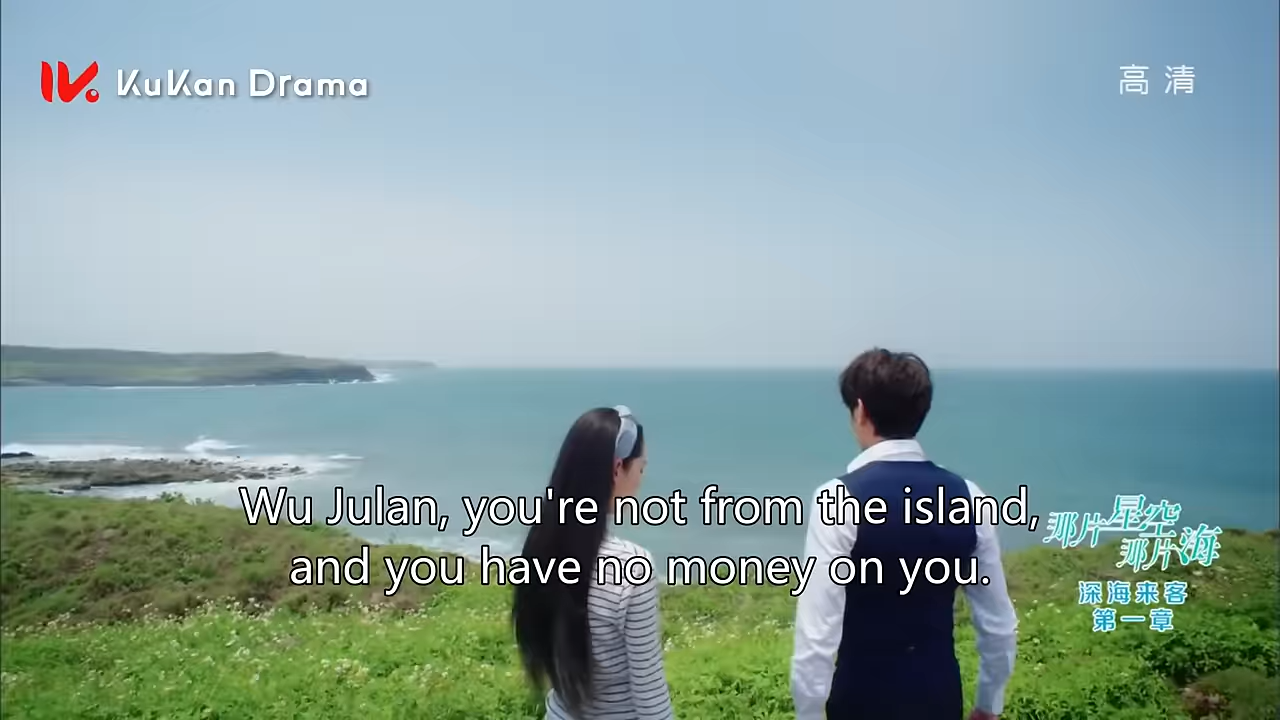 KuKan Drama
高清
Wu Julan, you're not from the island,
and you have no money on you.
那片星空
那片海
深海来客
第一章